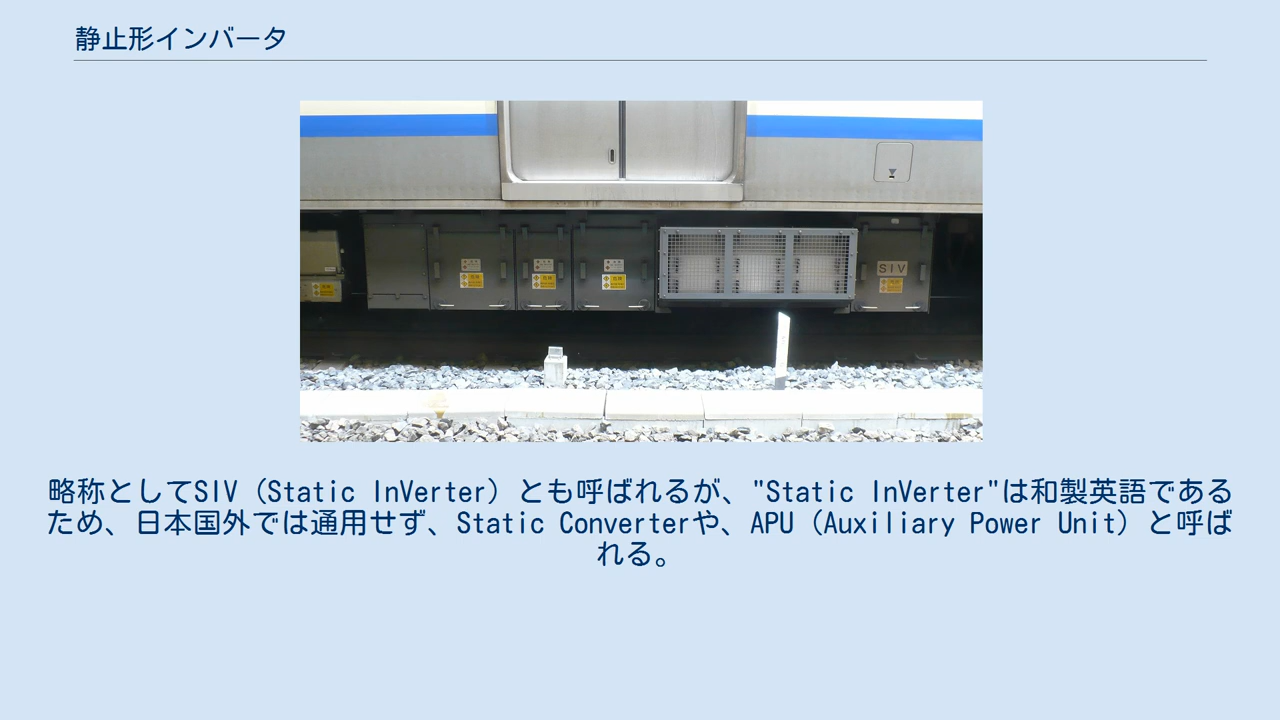 静止形インバータ
SIV
略称としてSIV（Static InVerter）とも呼ばれるが、"Static InVerter"は和製英語である
ため、日本国外では通用せず、Static Converterや、APU（Auxiliary Power Unit）と呼ば
れる。